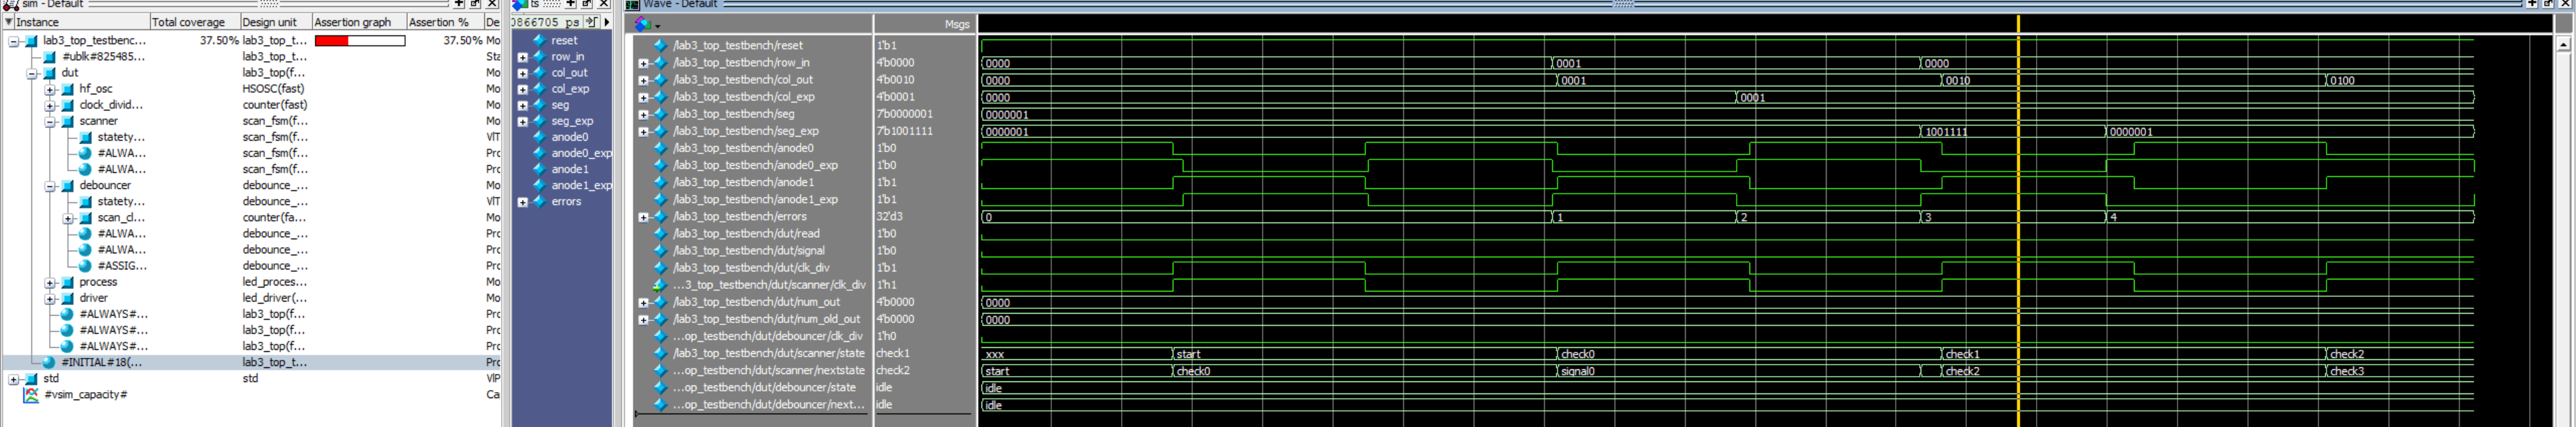 sim - Default
Instance Total coverage Design unit Assertion graph Assertion % De
lab3_top_testbenc... 37.50% lab3_top_t... 37.50% Mo
#ublk#825485... lab3_top_t... Sta
dut lab3_top(f... Mo
hf_osc HSOSC(fast) Mo
clock_divid... counter(fast) Mo
scanner scan_fsm(f... Mo
statety... scan_fsm(f... VIT
#ALWA... scan_fsm(f... Prc
#ALWA... scan_fsm(f... Prc
debouncer debounce_... Mo
statety... debounce_... VIT
scan_cl... counter(fa... Mo
#ALWA... debounce_... Prc
#ALWA... debounce_... Prc
#ASSIG... debounce_... Prc
process led_proces... Mo
driver led_driver(... Mo
#ALWAYS#... lab3_top(f... Prc
#ALWAYS#... lab3_top(f... Prc
#ALWAYS#... lab3_top(f... Prc
#INITIAL#18(... lab3_top_t... Prc
std std VIP
#vsim_capacity# Ca
ts
0866705 ps
reset
row_in
col_out
col_exp
seg
seg_exp
anode0
anode0_exp
anode1
anode1_exp
errors
Wave - Default
Msgs
/lab3_top_testbench/reset 1'b1
/lab3_top_testbench/row_in 4'b0000 0000 0001 0000
/lab3_top_testbench/col_out 4'b0010 0000 0001 0010 0100
/lab3_top_testbench/col_exp 4'b0001 0000 0001
/lab3_top_testbench/seg 7'b0000001 0000001
/lab3_top_testbench/seg_exp 7'b1001111 0000001 1001111 0000001
/lab3_top_testbench/anode0 1'b0
/lab3_top_testbench/anode0_exp 1'b0
/lab3_top_testbench/anode1 1'b1
/lab3_top_testbench/anode1_exp 1'b1
/lab3_top_testbench/errors 32'd3 0 1 2 3 4
/lab3_top_testbench/dut/read 1'b0
/lab3_top_testbench/dut/signal 1'b0
/lab3_top_testbench/dut/clk_div 1'b1
...3_top_testbench/dut/scanner/clk_div 1'h1
/lab3_top_testbench/dut/num_out 4'b0000 0000
/lab3_top_testbench/dut/num_old_out 4'b0000 0000
...op_testbench/dut/debouncer/clk_div 1'h0
/lab3_top_testbench/dut/scanner/state check1 xxx start check0 check1 check2
...op_testbench/dut/scanner/nextstate check2 start check0 signal0 check2 check3
...op_testbench/dut/debouncer/state idle idle
...op_testbench/dut/debouncer/next... idle idle